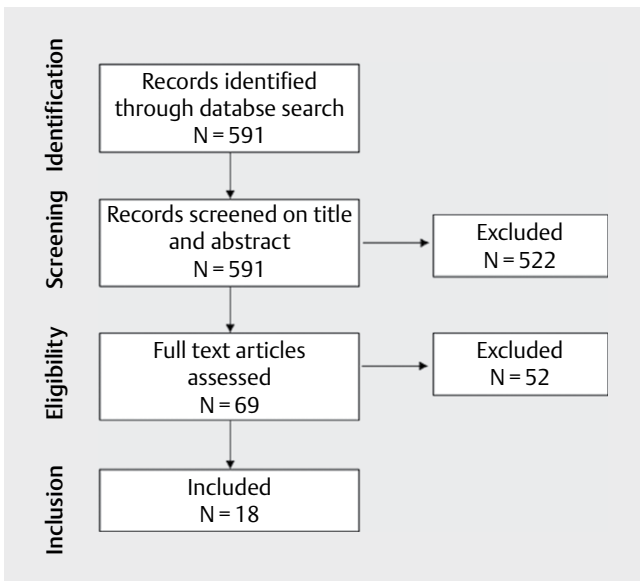 Identification
Records identified
through databse search
N = 591
Screening
Records screened on title
and abstract
N = 591
Excluded
N = 522
Eligibility
Full text articles
assessed
N = 69
Excluded
N = 52
Inclusion
Included
N = 18